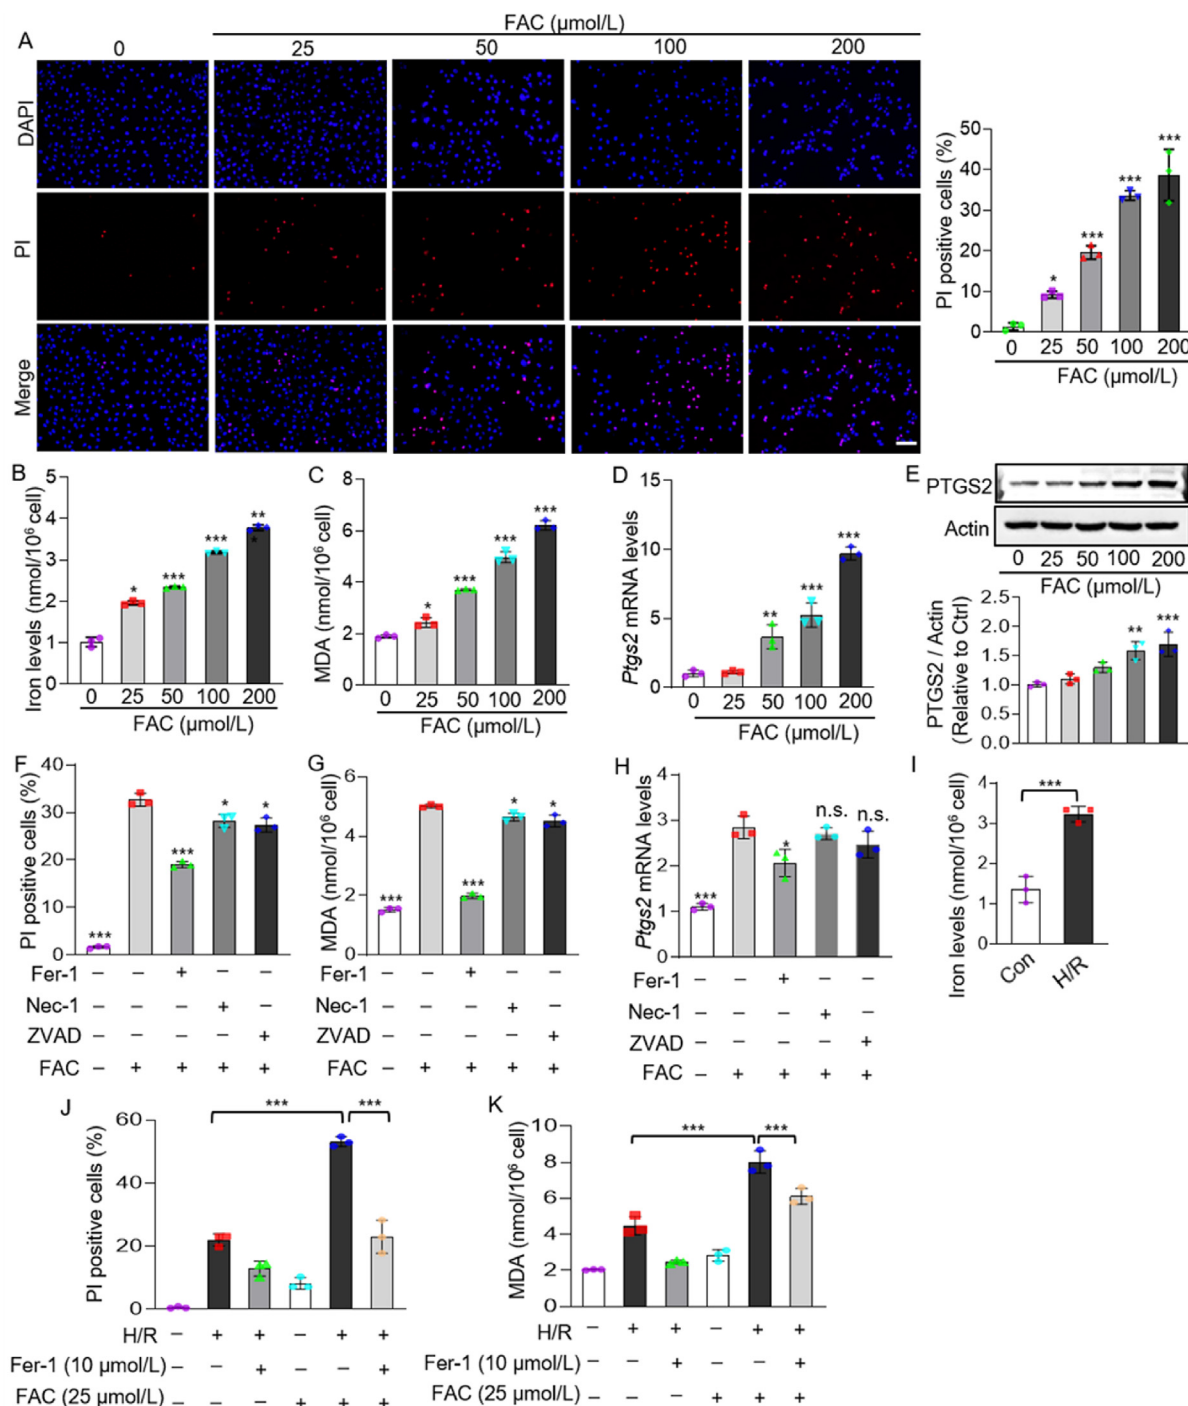 FAC (µmol/L)
A
0 25 50 100 200
DAPI
PI
Merge
PI positive cells (%)
50
40
30
20
10
0
* *** *** ***
0 25 50 100 200
FAC (µmol/L)
B
Iron levels (nmol/10⁶ cell)
5
4
3
2
1
0
* *** *** **
0 25 50 100 200
FAC (µmol/L)
C
MDA (nmol/10⁶ cell)
8
6
4
2
0
* *** *** ***
0 25 50 100 200
FAC (µmol/L)
D
Ptgs2 mRNA levels
15
10
5
0
** *** ***
0 25 50 100 200
FAC (µmol/L)
E
PTGS2
Actin
0 25 50 100 200
FAC (µmol/L)
PTGS2 / Actin
(Relative to Ctrl)
2.5
2.0
1.5
1.0
0.5
0.0
** ***
F
PI positive cells (%)
40
30
20
10
0
*** *** * *
Fer-1 – – + – –
Nec-1 – – – + –
ZVAD – – – – +
FAC – + + + +
G
MDA (nmol/10⁶ cell)
6
4
2
0
*** *** * *
Fer-1 – – + – –
Nec-1 – – – + –
ZVAD – – – – +
FAC – + + + +
H
Ptgs2 mRNA levels
4
3
2
1
0
*** * n.s. n.s.
Fer-1 – – + – –
Nec-1 – – – + –
ZVAD – – – – +
FAC – + + + +
I
Iron levels (nmol/10⁶ cell)
4
3
2
1
0
***
Con H/R
J
PI positive cells (%)
60
40
20
0
*** ***
H/R – + + – + +
Fer-1 (10 µmol/L) – – + – – +
FAC (25 µmol/L) – – – + + +
K
MDA (nmol/10⁶ cell)
10
8
6
4
2
0
*** ***
H/R – + + – + +
Fer-1 (10 µmol/L) – – + – – +
FAC (25 µmol/L) – – – + + +